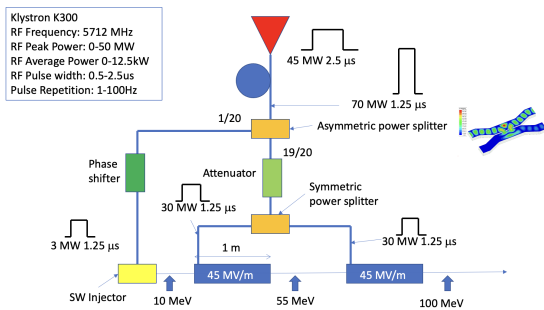 Klystron K300
RF Frequency: 5712 MHz
RF Peak Power: 0-50 MW
RF Average Power 0-12.5kW
RF Pulse width: 0.5-2.5us
Pulse Repetition: 1-100Hz
45 MW 2.5 µs
70 MW 1.25 µs
1/20
Asymmetric power splitter
19/20
Phase
shifter
Attenuator
Symmetric
power splitter
30 MW 1.25 µs
3 MW 1.25 µs
30 MW 1.25 µs
1 m
45 MV/m
45 MV/m
SW Injector
10 MeV
55 MeV
100 MeV